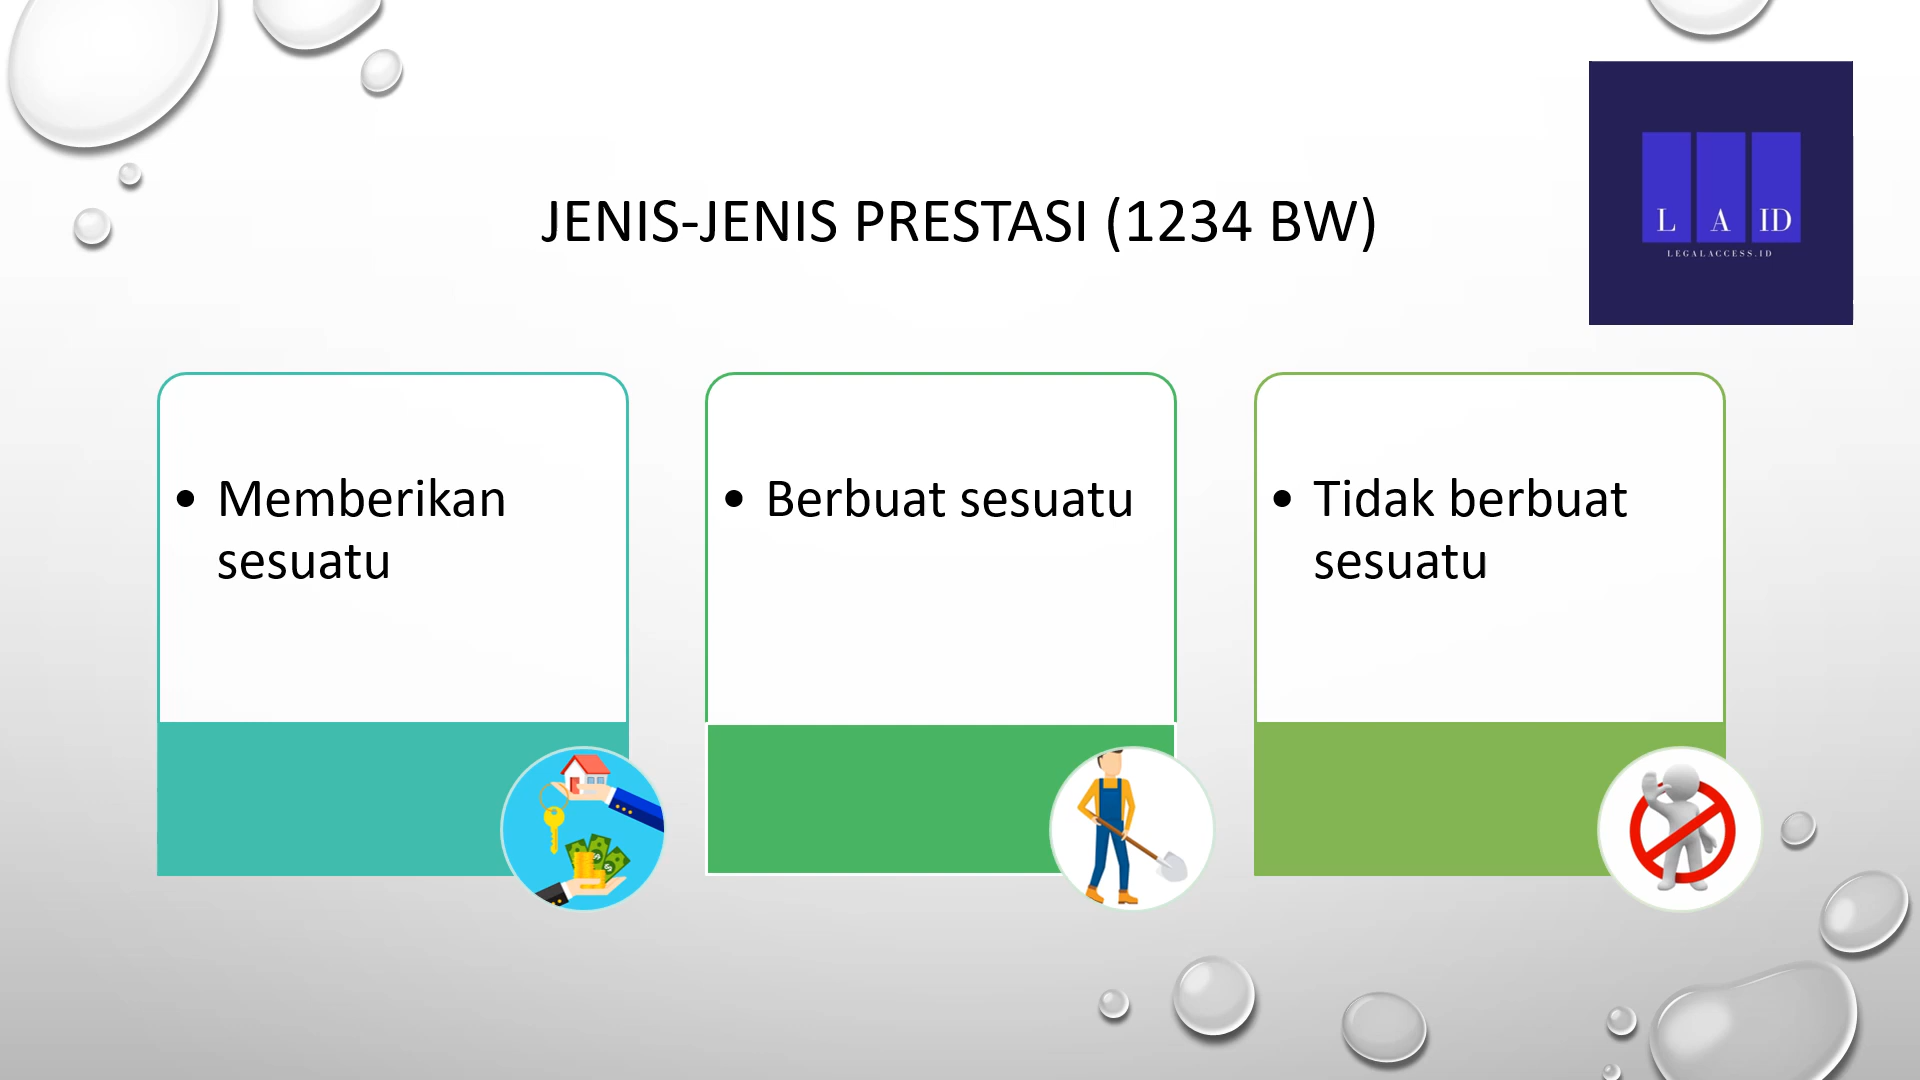 JENIS-JENIS PRESTASI (1234 BW)
L A ID
LEGALACCESS.ID
• Memberikan
sesuatu
• Berbuat sesuatu
• Tidak berbuat
sesuatu